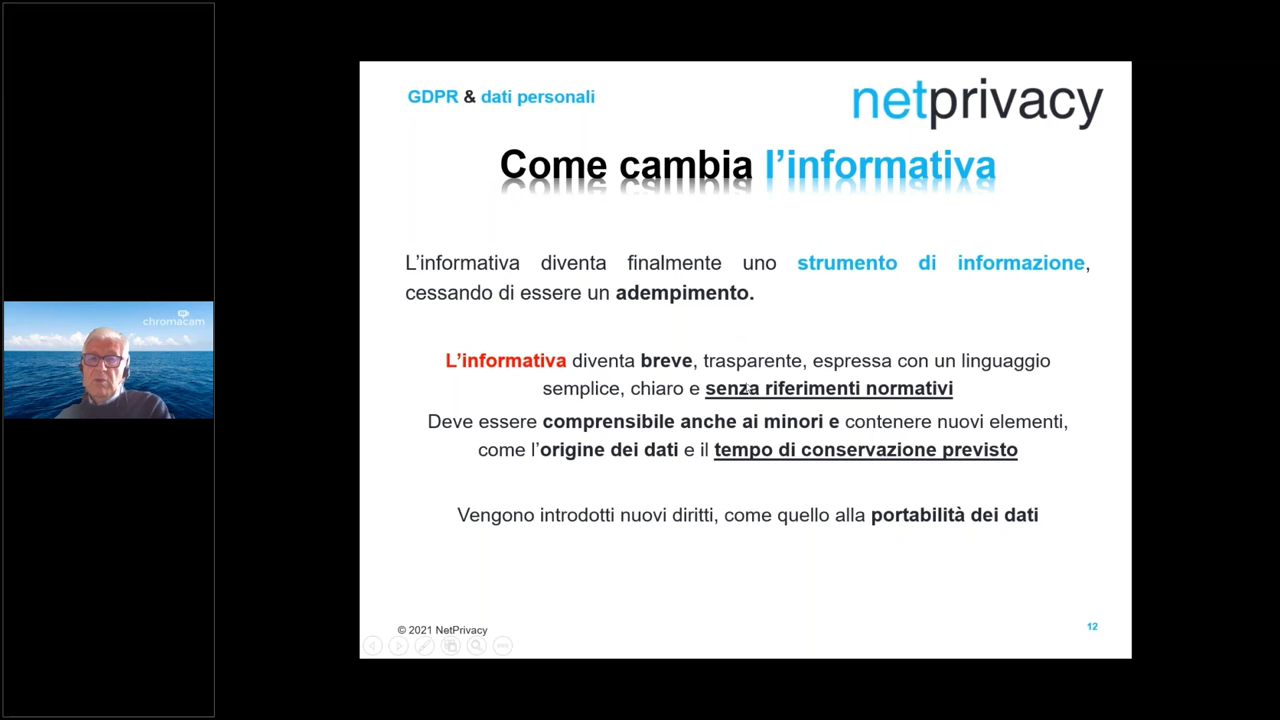 GDPR & dati personali
netprivacy
Come cambia l’informativa
L’informativa diventa finalmente uno strumento di informazione,
cessando di essere un adempimento.
L’informativa diventa breve, trasparente, espressa con un linguaggio
semplice, chiaro e senza riferimenti normativi
Deve essere comprensibile anche ai minori e contenere nuovi elementi,
come l’origine dei dati e il tempo di conservazione previsto
Vengono introdotti nuovi diritti, come quello alla portabilità dei dati
© 2021 NetPrivacy
12
chromacam